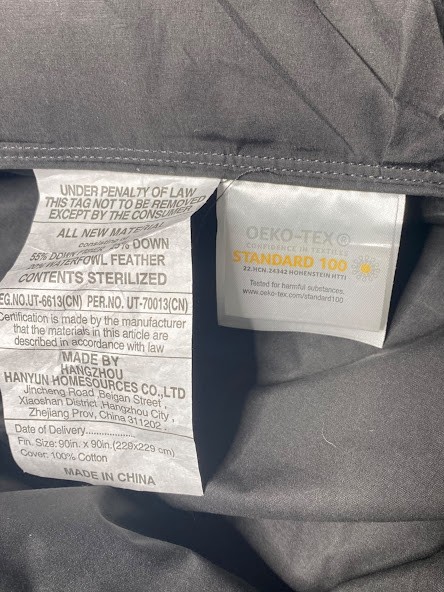 UNDER PENALTY OF LAW
THIS TAG NOT TO BE REMOVED
EXCEPT BY THE CONSUMER
ALL NEW MATERIAL
DOWN
55% DOWN
WATERFOWL FEATHER
CONTENTS STERILIZED
EG.NO.UT-6613(CN) PER.NO. UT-70013(CN)
Certification is made by the manufacturer
that the materials in this article are
described in accordance with law
MADE BY
HANGZHOU
HANYUN HOMESOURCES CO.,LTD
Jincheng Road ,Beigan Street ,
Xiaoshan District ,Hangzhou City ,
Zhejiang Prov, China 311202
Date of Delivery................
Fin. Size: 90in. x 90in.(229x229 cm)
Cover: 100% Cotton
MADE IN CHINA
OEKO-TEX®
CONFIDENCE IN TEXTILES
STANDARD 100
22.HCN.24342 HOHENSTEIN HTTI
Tested for harmful substances.
www.oeko-tex.com/standard100